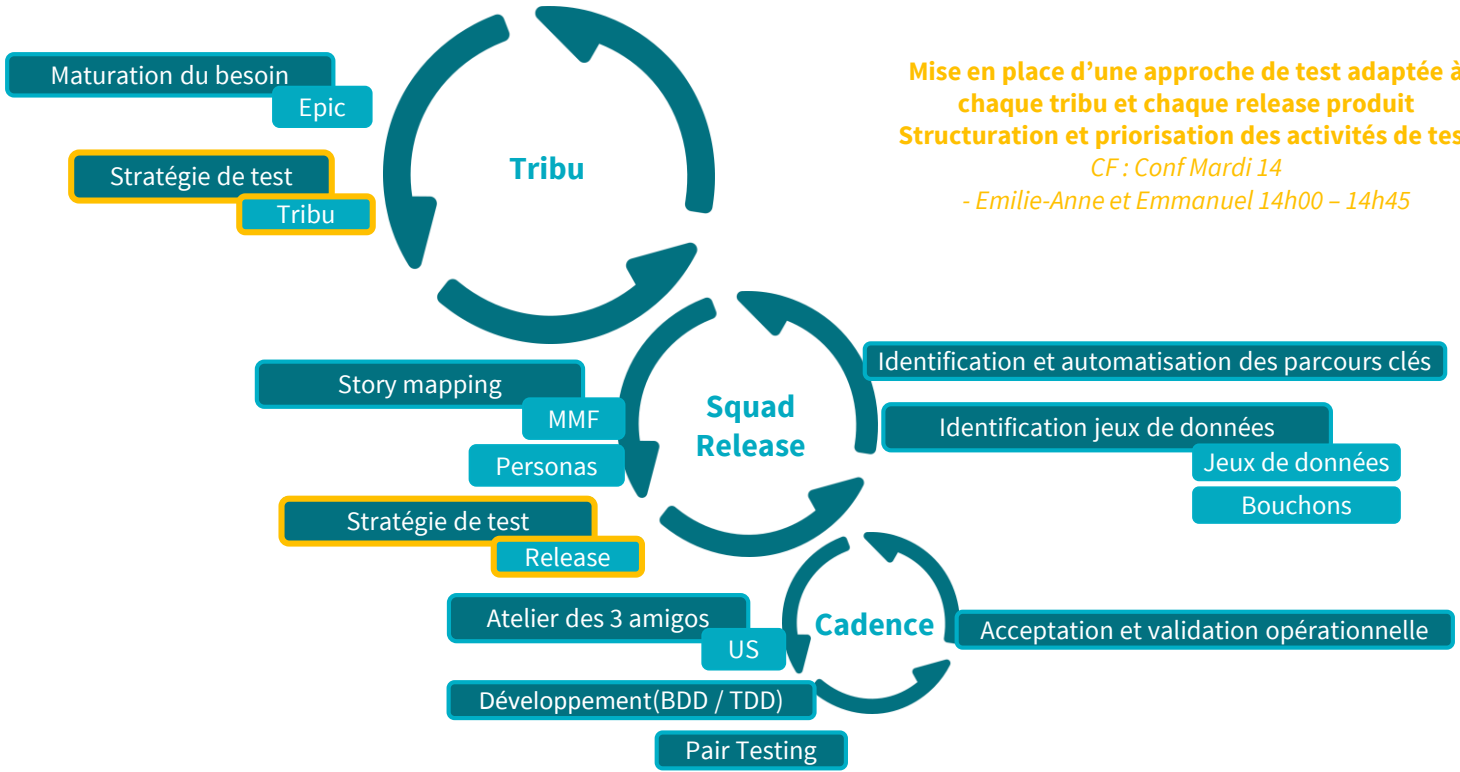 Maturation du besoin
Epic
Stratégie de test
Tribu
Tribu
Mise en place d’une approche de test adaptée à
chaque tribu et chaque release produit
Structuration et priorisation des activités de tes
CF : Conf Mardi 14
- Emilie-Anne et Emmanuel 14h00 – 14h45
Story mapping
MMF
Personas
Stratégie de test
Release
Squad
Release
Identification et automatisation des parcours clés
Identification jeux de données
Jeux de données
Bouchons
Atelier des 3 amigos
US
Développement(BDD / TDD)
Pair Testing
Cadence
Acceptation et validation opérationnelle